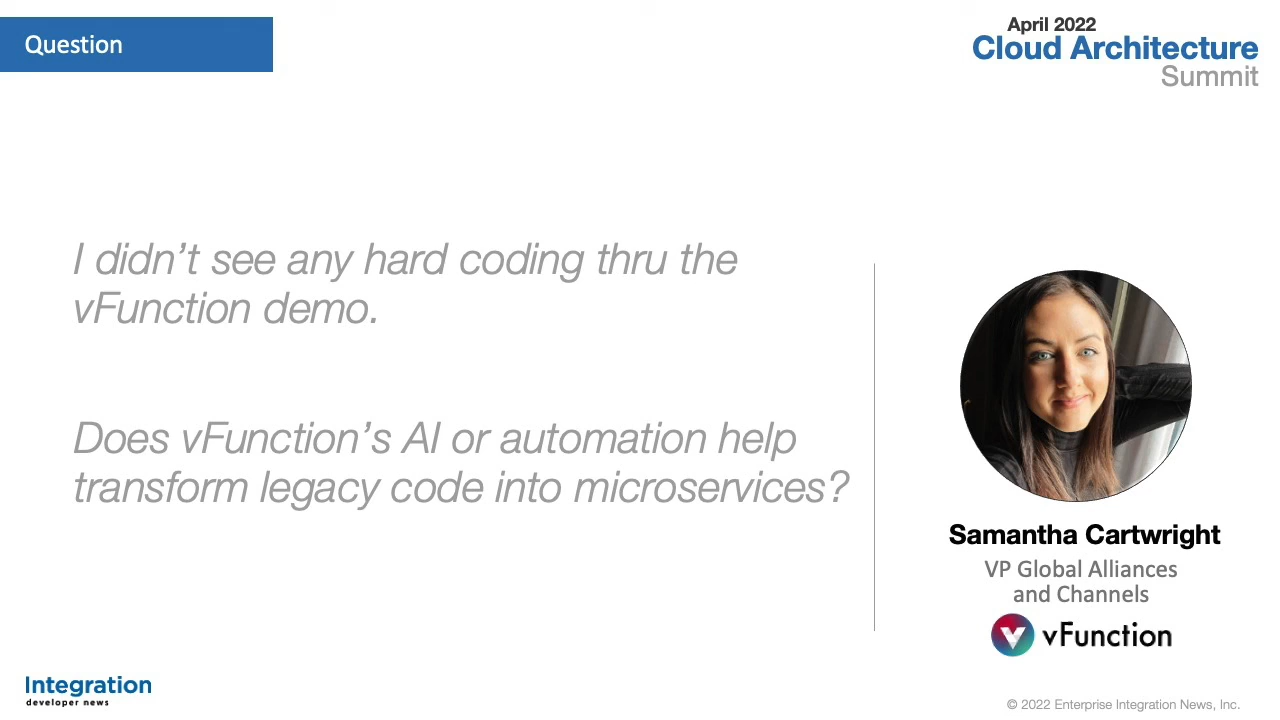 Question
April 2022
Cloud Architecture
Summit
I didn’t see any hard coding thru the
vFunction demo.
Does vFunction’s AI or automation help
transform legacy code into microservices?
Samantha Cartwright
VP Global Alliances
and Channels
vFunction
Integration
developer news
© 2022 Enterprise Integration News, Inc.